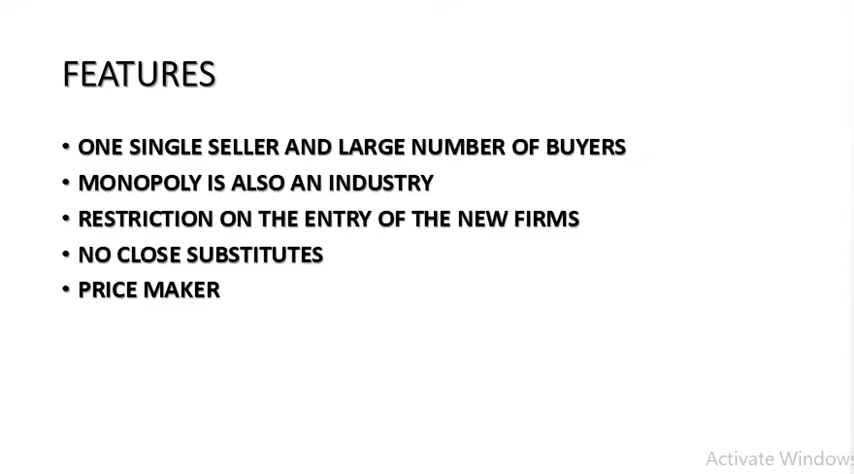 FEATURES
• ONE SINGLE SELLER AND LARGE NUMBER OF BUYERS
• MONOPOLY IS ALSO AN INDUSTRY
• RESTRICTION ON THE ENTRY OF THE NEW FIRMS
• NO CLOSE SUBSTITUTES
• PRICE MAKER
Activate Windows